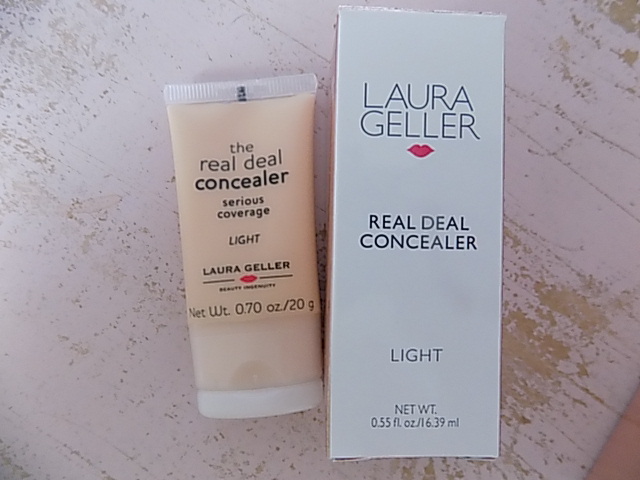 the
real deal
concealer
serious
coverage
LIGHT
LAURA GELLER
BEAUTY INGENUITY
Net Wt. 0.70 oz./20 g
LAURA
GELLER
REAL DEAL
CONCEALER
LIGHT
NET WT.
0.55 fl. oz./16.39 ml